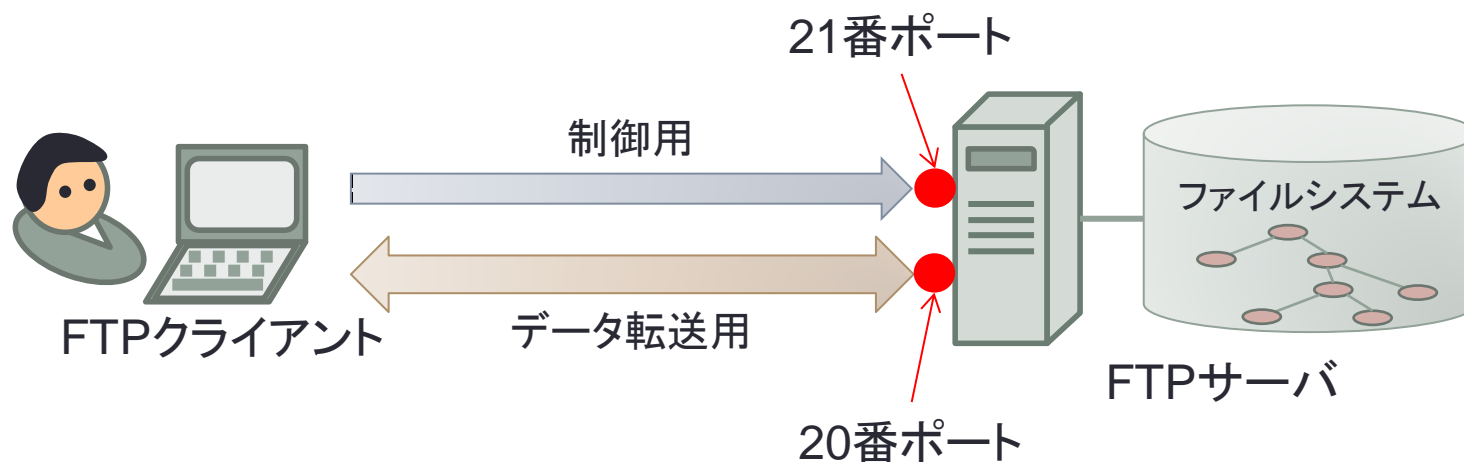 21番ポート
制御用
ファイルシステム
データ転送用
FTPクライアント
FTPサーバ
20番ポート